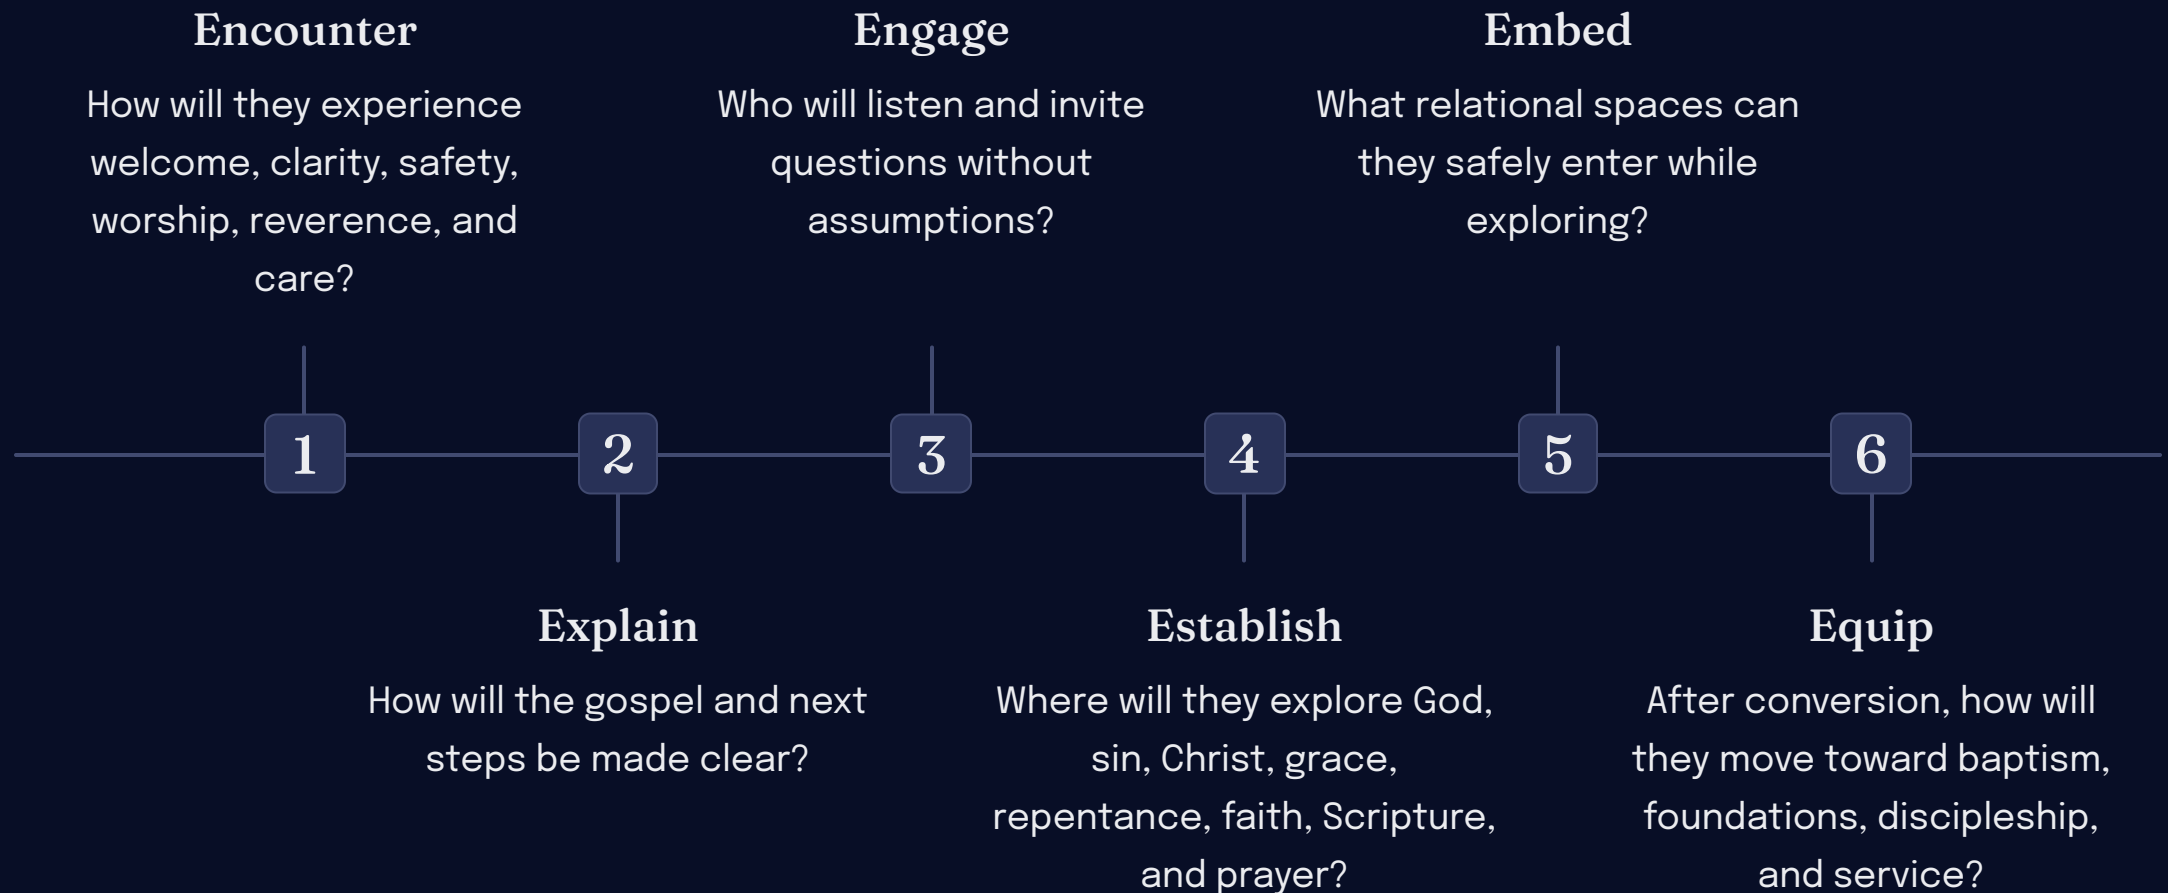 Encounter
How will they experience
welcome, clarity, safety,
worship, reverence, and
care?
1
Explain
How will the gospel and next
steps be made clear?
2
Engage
Who will listen and invite
questions without
assumptions?
3
Establish
Where will they explore God,
sin, Christ, grace,
repentance, faith, Scripture,
and prayer?
4
Embed
What relational spaces can
they safely enter while
exploring?
5
Equip
After conversion, how will
they move toward baptism,
foundations, discipleship,
and service?
6